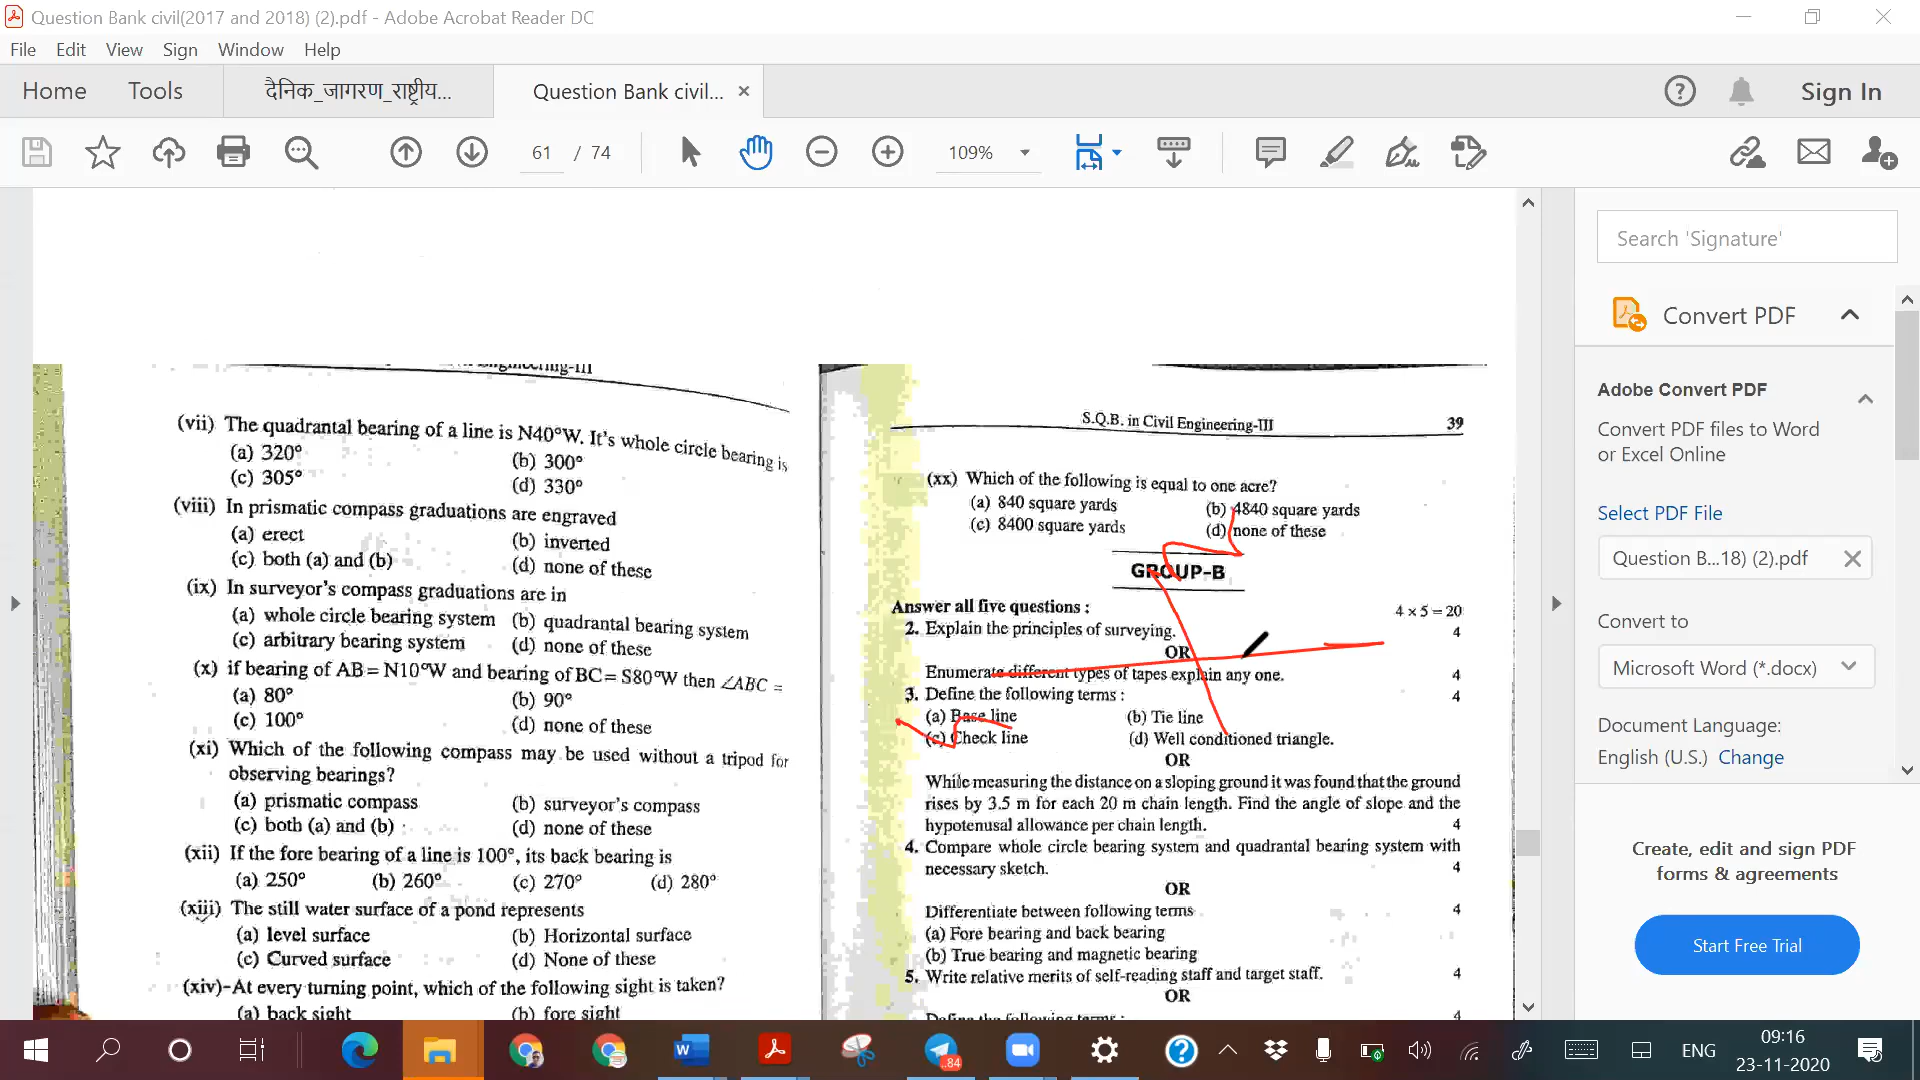 Question Bank civil(2017 and 2018) (2).pdf - Adobe Acrobat Reader DC
File Edit View Sign Window Help
Home Tools दैनिक_जागरण_राष्ट्रीय... Question Bank civil... Sign In
61 / 74 109%
Engineering-III
(vii) The quadrantal bearing of a line is N40°W. It's whole circle bearing is
(a) 320° (b) 300°
(c) 305° (d) 330°
(viii) In prismatic compass graduations are engraved
(a) erect (b) inverted
(c) both (a) and (b) (d) none of these
(ix) In surveyor's compass graduations are in
(a) whole circle bearing system (b) quadrantal bearing system
(c) arbitrary bearing system (d) none of these
(x) if bearing of AB = N10°W and bearing of BC = S80°W then ∠ABC =
(a) 80° (b) 90°
(c) 100° (d) none of these
(xi) Which of the following compass may be used without a tripod for
observing bearings?
(a) prismatic compass (b) surveyor's compass
(c) both (a) and (b) (d) none of these
(xii) If the fore bearing of a line is 100°, its back bearing is
(a) 250° (b) 260° (c) 270° (d) 280°
(xiii) The still water surface of a pond represents
(a) level surface (b) Horizontal surface
(c) Curved surface (d) None of these
(xiv)-At every turning point, which of the following sight is taken?
(a) back sight (b) fore sight
S.Q.B. in Civil Engineering-III 39
(xx) Which of the following is equal to one acre?
(a) 840 square yards (b) 4840 square yards
(c) 8400 square yards (d) none of these
GROUP-B
Answer all five questions : 4 × 5 = 20
2. Explain the principles of surveying. 4
OR
Enumerate different types of tapes explain any one. 4
3. Define the following terms : 4
(a) Base line (b) Tie line
(c) Check line (d) Well conditioned triangle.
OR
While measuring the distance on a sloping ground it was found that the ground
rises by 3.5 m for each 20 m chain length. Find the angle of slope and the
hypotenusal allowance per chain length. 4
4. Compare whole circle bearing system and quadrantal bearing system with
necessary sketch. 4
OR
Differentiate between following terms 4
(a) Fore bearing and back bearing
(b) True bearing and magnetic bearing
5. Write relative merits of self-reading staff and target staff. 4
OR
Define the following terms : 4
Search 'Signature'
Convert PDF
Adobe Convert PDF
Convert PDF files to Word
or Excel Online
Select PDF File
Question B...18) (2).pdf
Convert to
Microsoft Word (*.docx)
Document Language:
English (U.S.) Change
Create, edit and sign PDF
forms & agreements
Start Free Trial
..84
ENG
09:16
23-11-2020